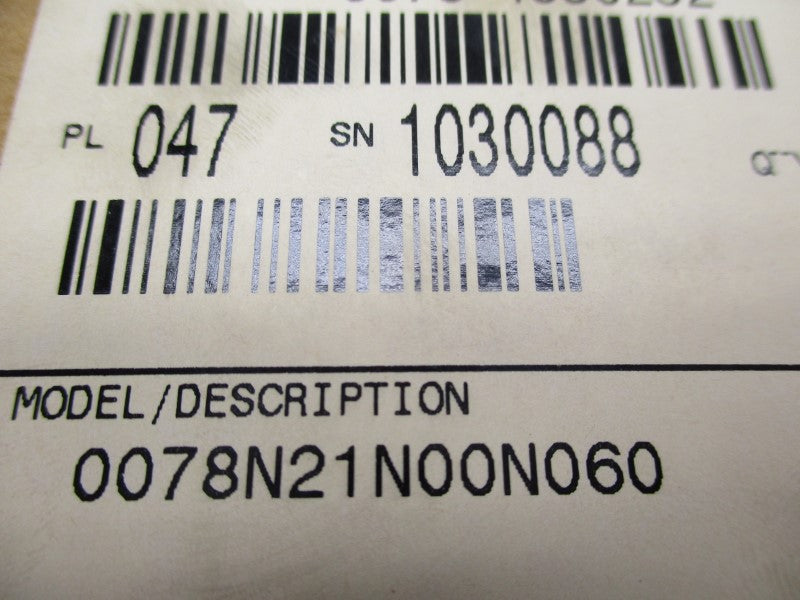 PL 047 SN 1030088
MODEL/DESCRIPTION
0078N21N00N060